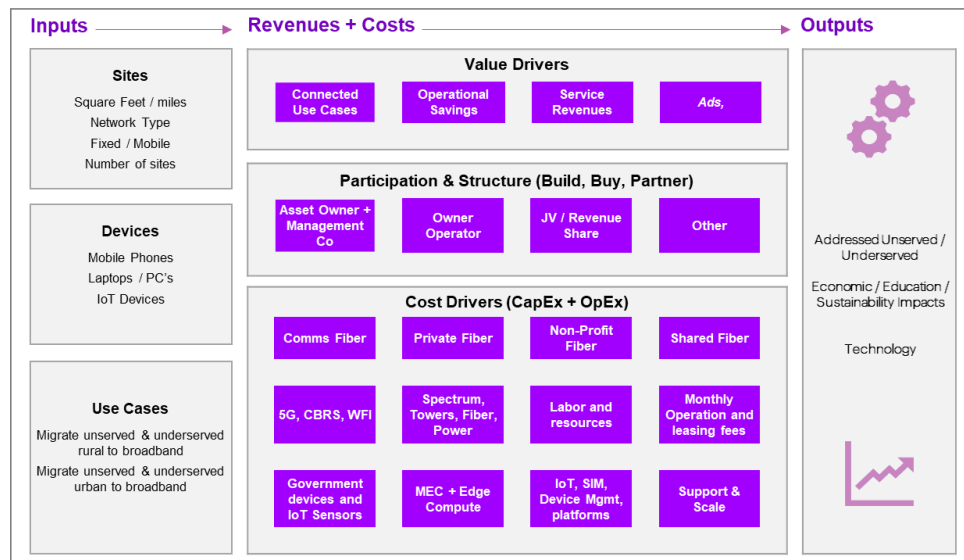 Inputs
Revenues + Costs
Outputs
Sites
Square Feet / miles
Network Type
Fixed / Mobile
Number of sites
Devices
Mobile Phones
Laptops / PC's
IoT Devices
Use Cases
Migrate unserved & underserved
rural to broadband
Migrate unserved & underserved
urban to broadband
Value Drivers
Connected
Use Cases
Operational
Savings
Service
Revenues
Ads,
Participation & Structure (Build, Buy, Partner)
Asset Owner +
Management
Co
Owner
Operator
JV / Revenue
Share
Other
Cost Drivers (CapEx + OpEx)
Comms Fiber
Private Fiber
Non-Profit
Fiber
Shared Fiber
5G, CBRS, WFI
Spectrum,
Towers, Fiber,
Power
Labor and
resources
Monthly
Operation and
leasing fees
Government
devices and
IoT Sensors
MEC + Edge
Compute
IoT, SIM,
Device Mgmt,
platforms
Support &
Scale
Addressed Unserved /
Underserved
Economic / Education /
Sustainability Impacts
Technology